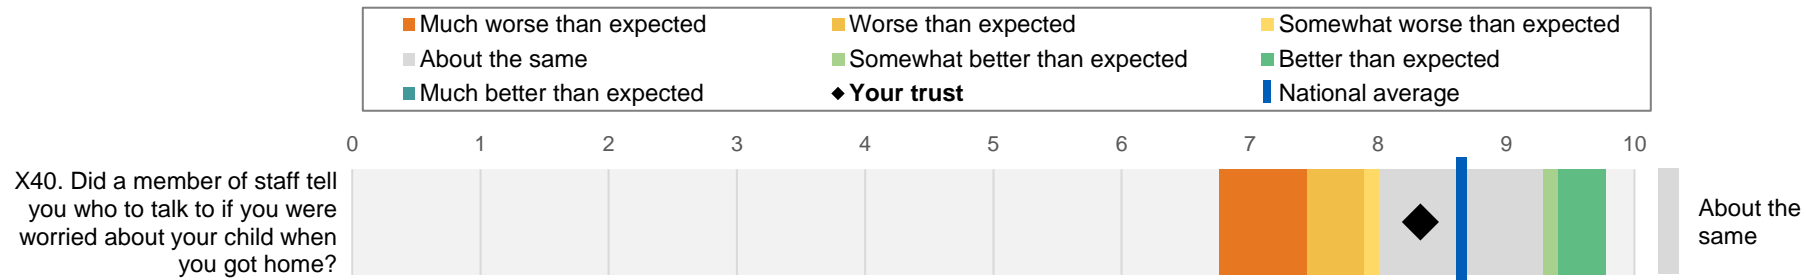 Much worse than expected
Worse than expected
Somewhat worse than expected
About the same
Somewhat better than expected
Better than expected
Much better than expected
Your trust
National average
0 1 2 3 4 5 6 7 8 9 10
X40. Did a member of staff tell
you who to talk to if you were
worried about your child when
you got home?
About the
same